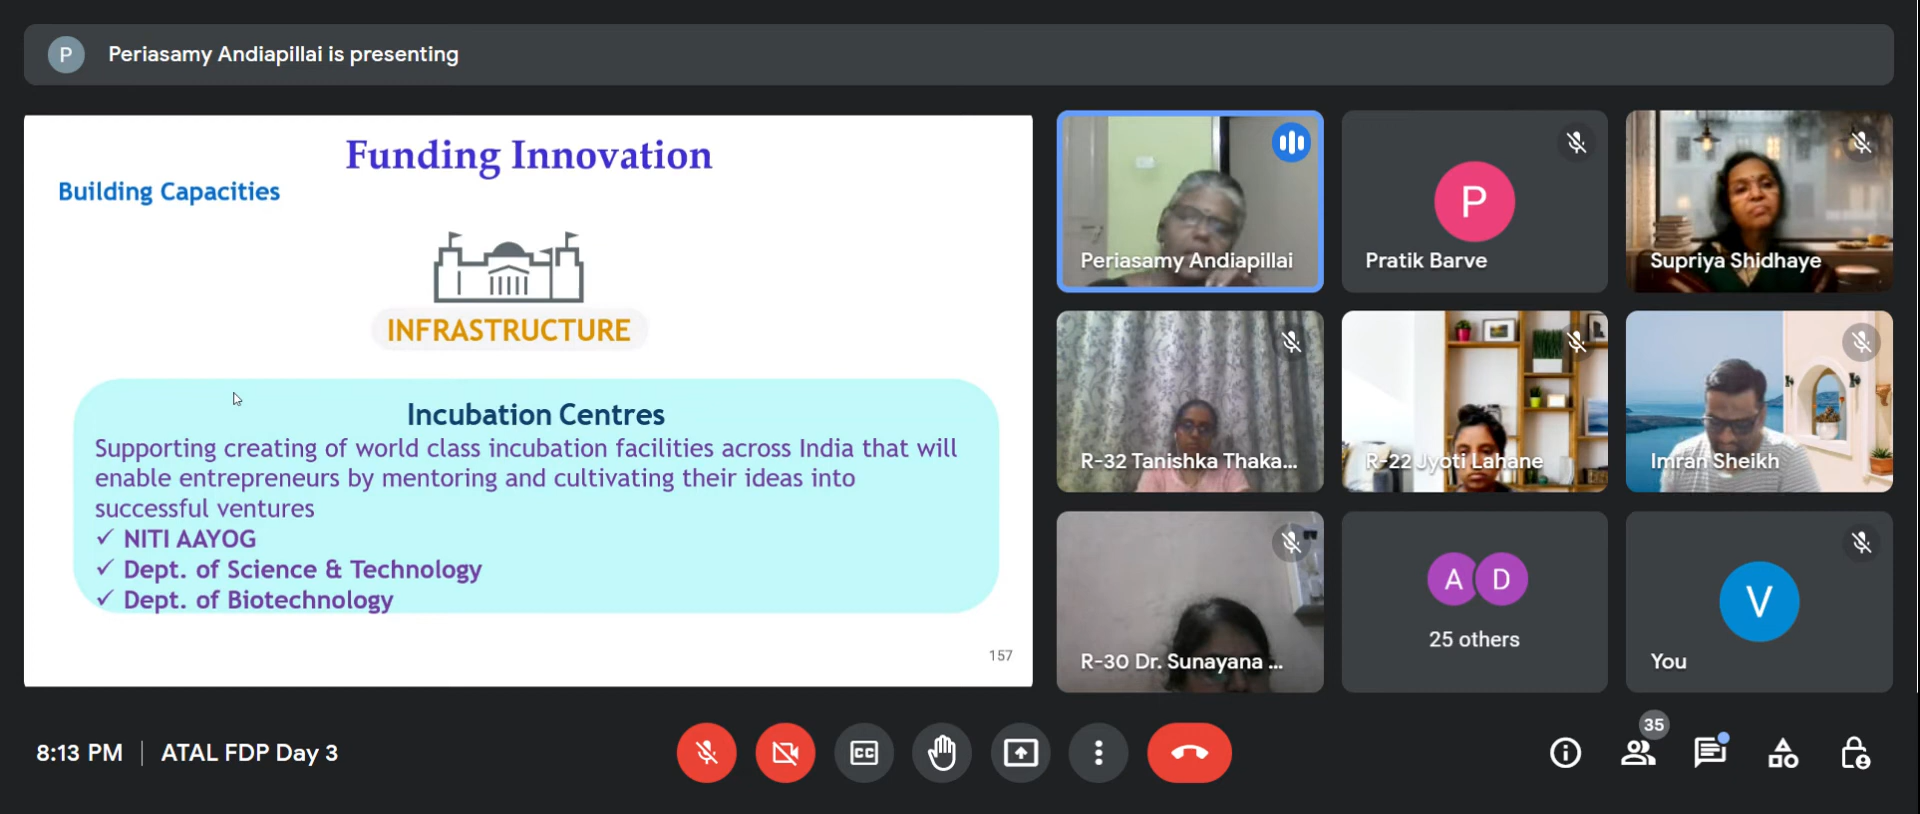 P
Periasamy Andiapillai is presenting
Funding Innovation
Building Capacities
INFRASTRUCTURE
Incubation Centres
Supporting creating of world class incubation facilities across India that will
enable entrepreneurs by mentoring and cultivating their ideas into
successful ventures
✓ NITI AAYOG
✓ Dept. of Science & Technology
✓ Dept. of Biotechnology
157
Periasamy Andiapillai
P
Pratik Barve
Supriya Shidhaye
R-32 Tanishka Thaka...
R-22 Jyoti Lahane
Imran Sheikh
R-30 Dr. Sunayana ...
A D
25 others
V
You
8:13 PM | ATAL FDP Day 3
CC
35